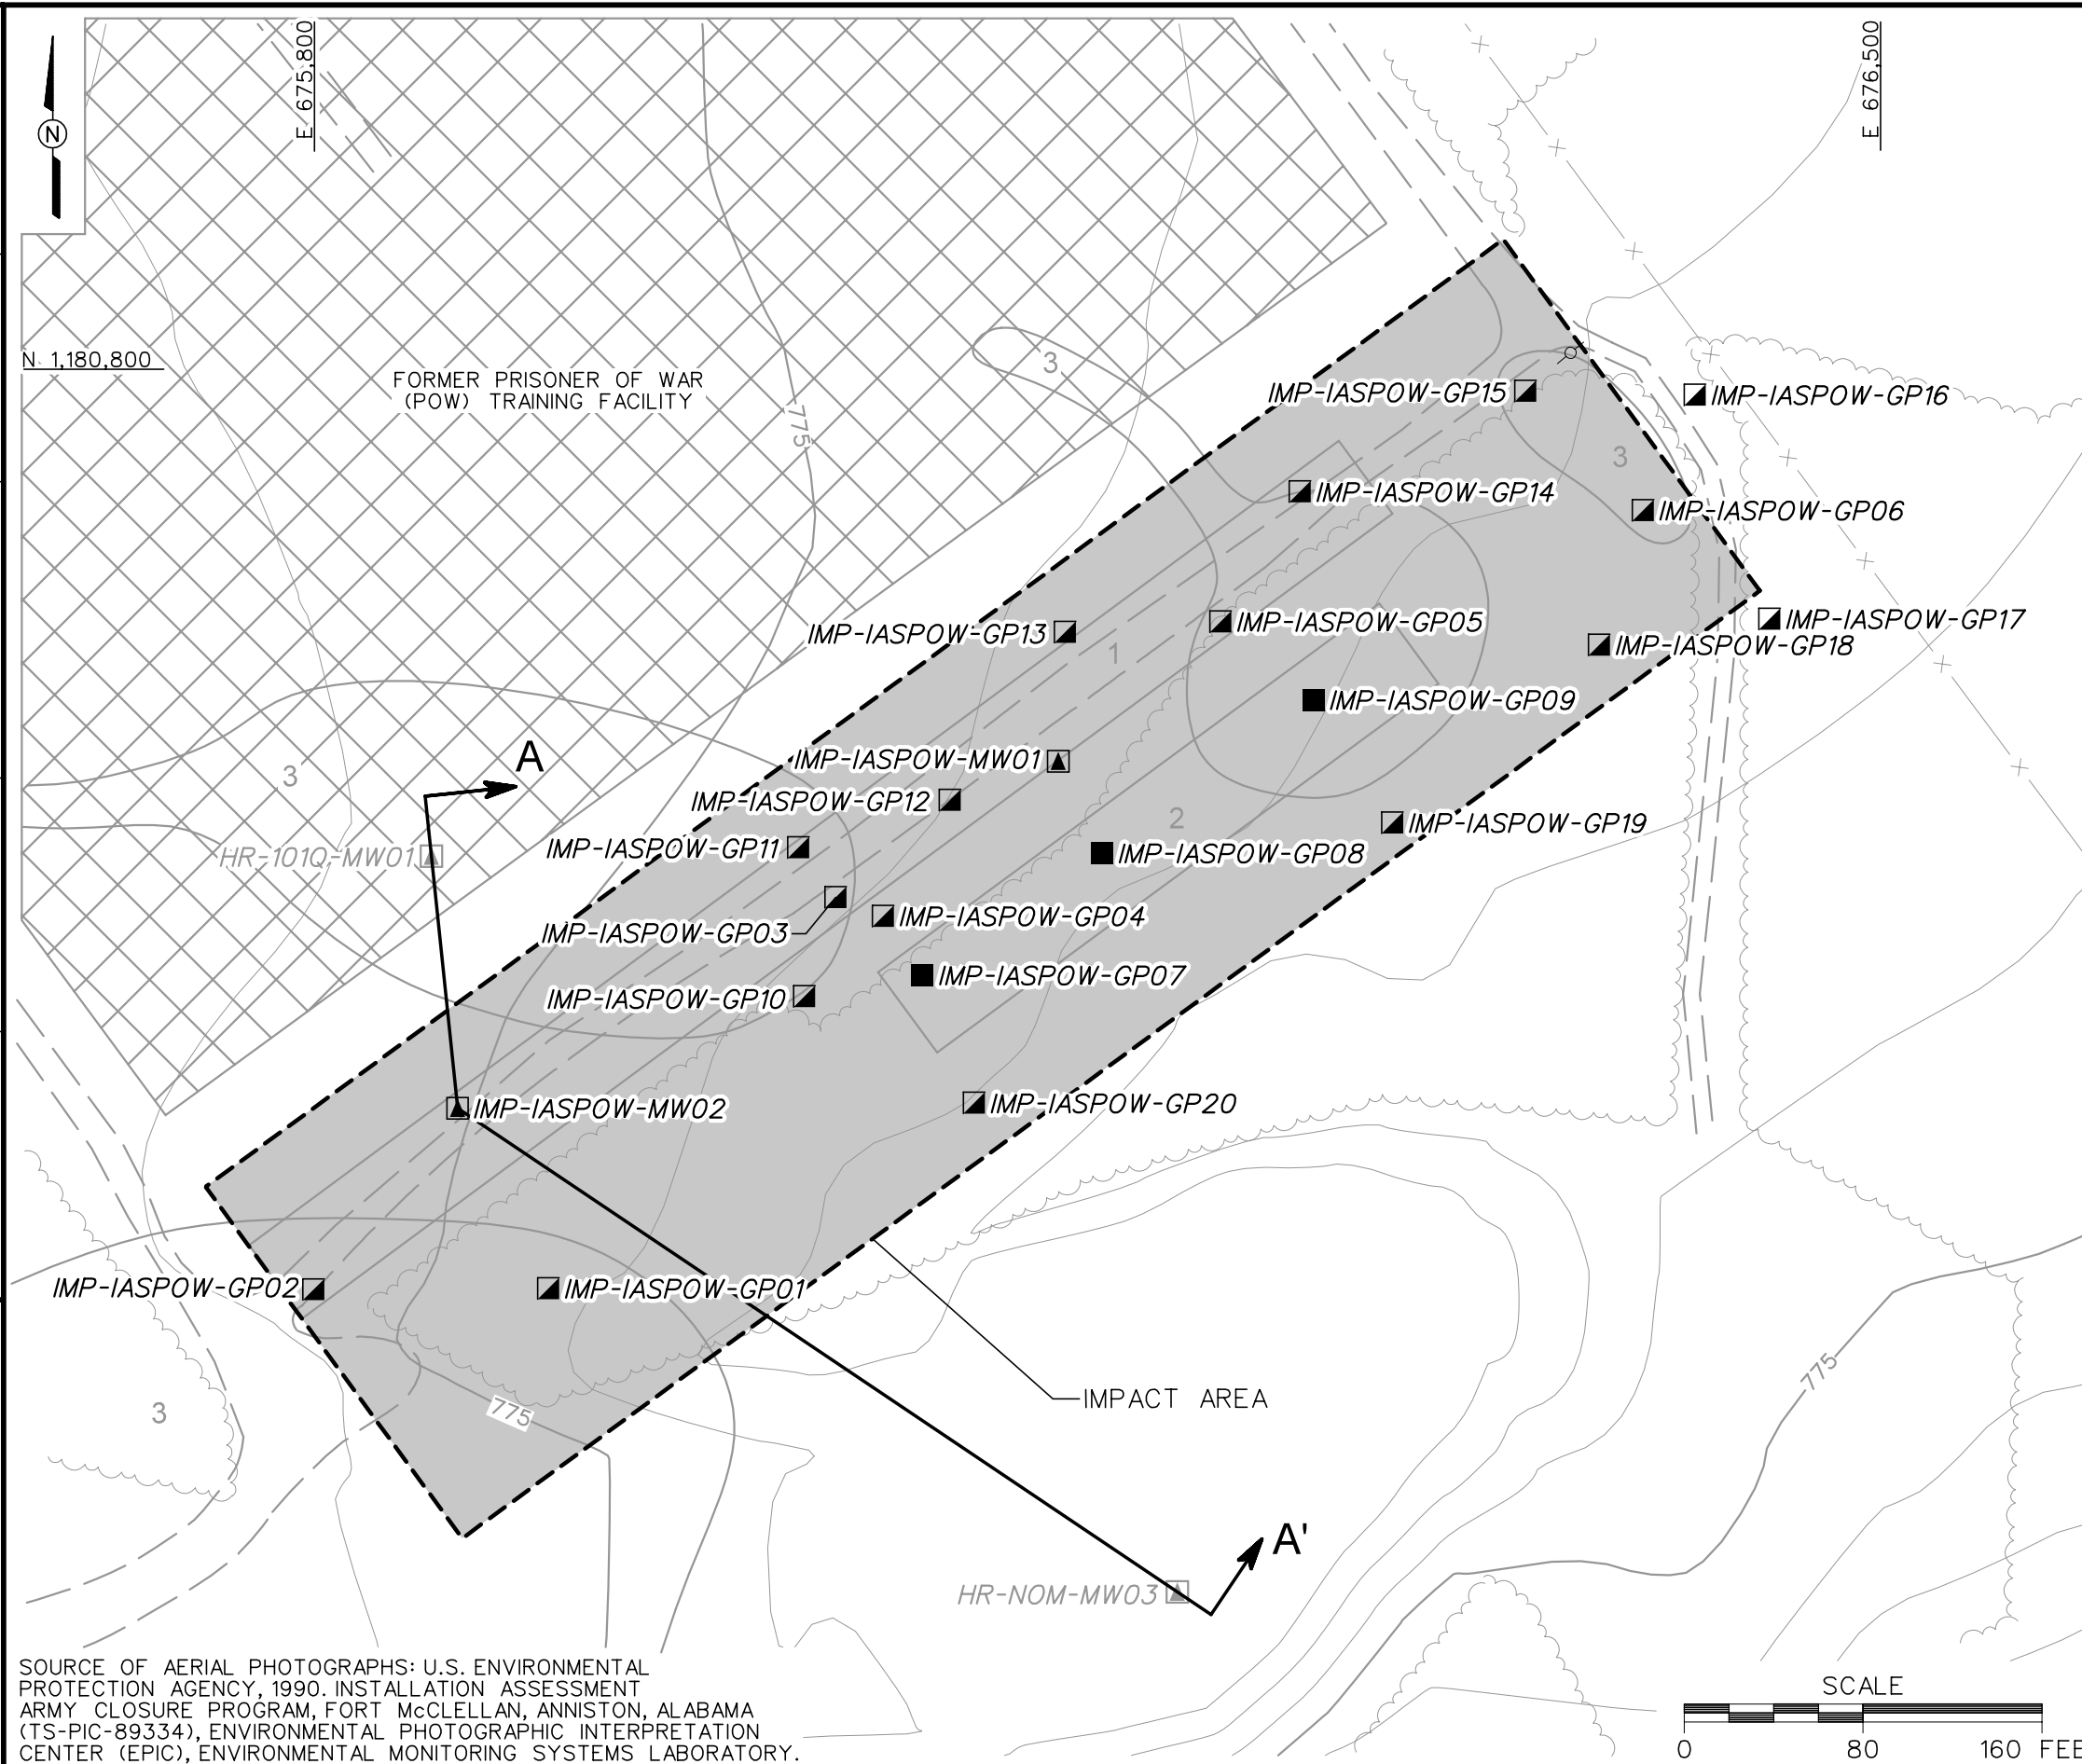 E 675,800
E 676,500
N
N 1,180,800
FORMER PRISONER OF WAR
(POW) TRAINING FACILITY
775
3
IMP-IASPOW-GP15
IMP-IASPOW-GP16
3
IMP-IASPOW-GP14
IMP-IASPOW-GP06
IMP-IASPOW-GP13
IMP-IASPOW-GP05
IMP-IASPOW-GP17
1
IMP-IASPOW-GP18
IMP-IASPOW-GP09
A
IMP-IASPOW-MW01
3
IMP-IASPOW-GP12
2
IMP-IASPOW-GP19
IMP-IASPOW-GP11
HR-101Q-MW01
IMP-IASPOW-GP08
IMP-IASPOW-GP04
IMP-IASPOW-GP03
IMP-IASPOW-GP07
IMP-IASPOW-GP10
IMP-IASPOW-MW02
IMP-IASPOW-GP20
IMP-IASPOW-GP02
IMP-IASPOW-GP01
775
IMPACT AREA
3
775
A'
HR-NOM-MW03
SOURCE OF AERIAL PHOTOGRAPHS: U.S. ENVIRONMENTAL
PROTECTION AGENCY, 1990. INSTALLATION ASSESSMENT
ARMY CLOSURE PROGRAM, FORT McCLELLAN, ANNISTON, ALABAMA
(TS-PIC-89334), ENVIRONMENTAL PHOTOGRAPHIC INTERPRETATION
CENTER (EPIC), ENVIRONMENTAL MONITORING SYSTEMS LABORATORY.
SCALE
0 80 160 FEE